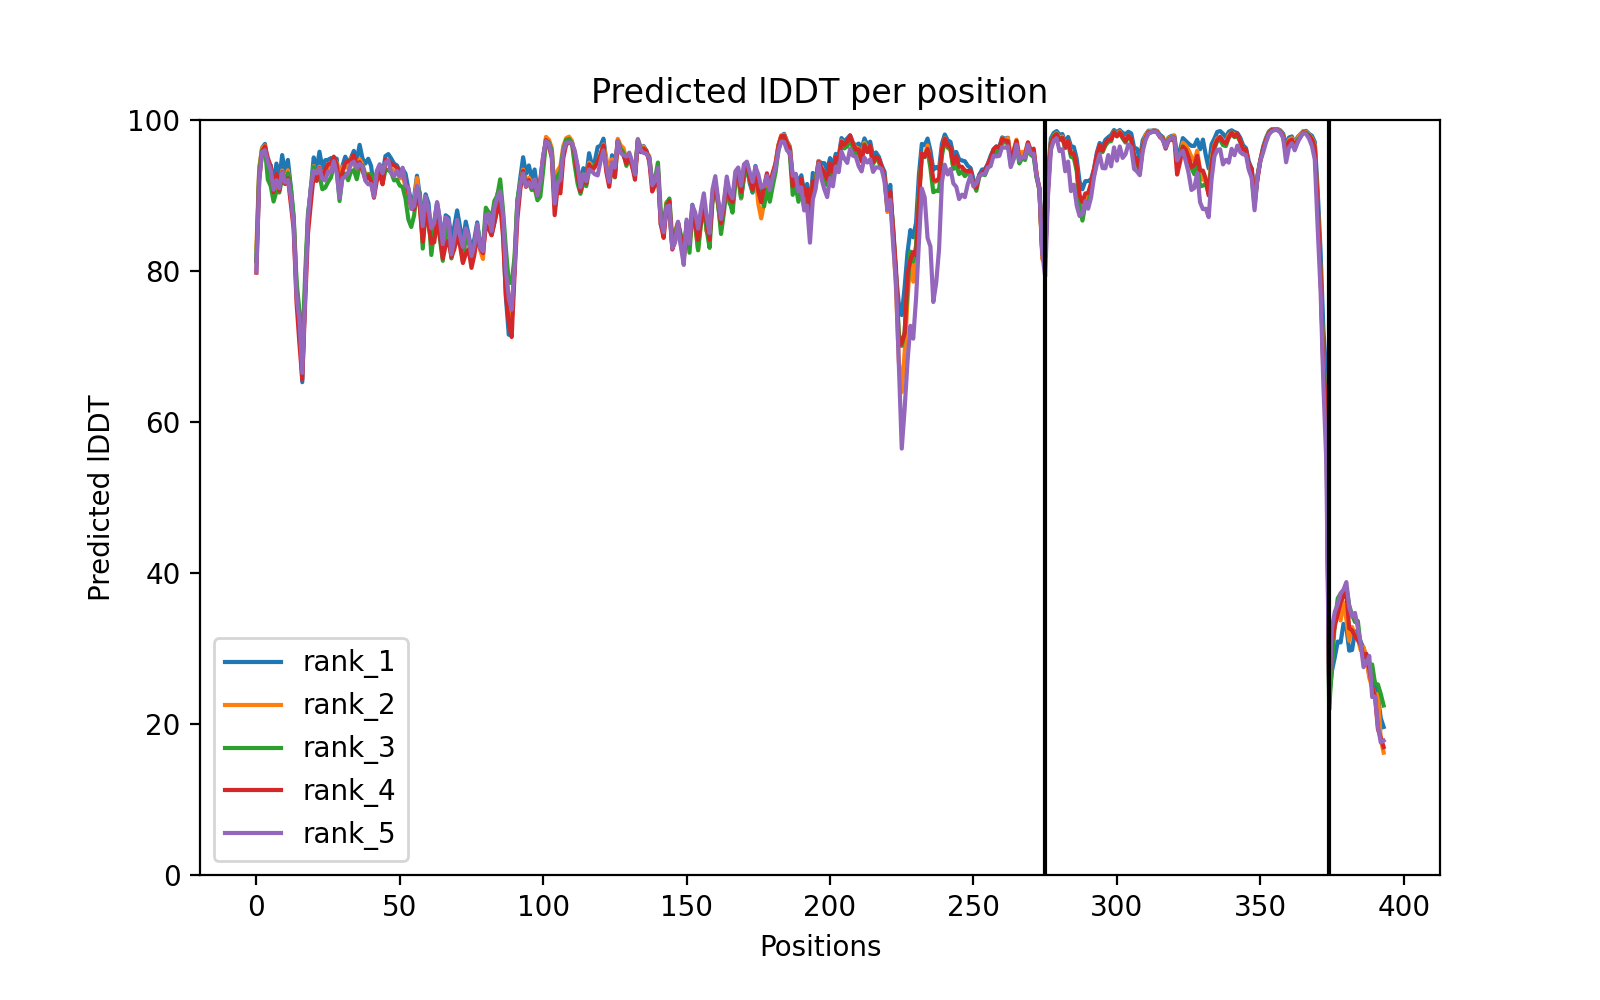 Predicted lDDT per position
100
80
60
40
20
0
Predicted lDDT
rank_1
rank_2
rank_3
rank_4
rank_5
0 50 100 150 200 250 300 350 400
Positions